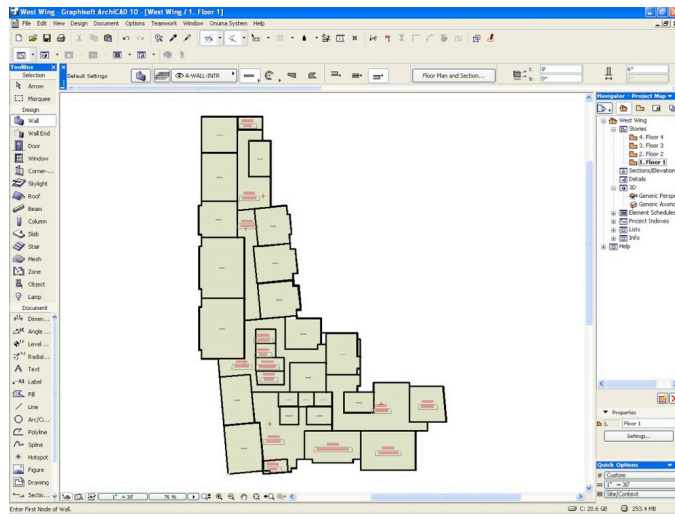 West Wing - Graphisoft ArchiCAD 10 - [West Wing / 1. Floor 1]
File Edit View Design Document Options Teamwork Window Onuma System Help
ToolBox
Selection
Arrow
Marquee
Design
Wall
Wall End
Door
Window
Corner-...
Skylight
Roof
Beam
Column
Slab
Stair
Mesh
Zone
Object
Lamp
Document
Dimen...
Angle ...
Level ...
Radial...
Text
Label
Fill
Line
Arc/Ci...
Polyline
Spline
Hotspot
Figure
Drawing
Sectio...
Default Settings
A-WALL-INTR
Floor Plan and Section...
t: 0"
b: 0"
Navigator - Project Map
West Wing
Stories
4. Floor 4
3. Floor 3
2. Floor 2
1. Floor 1
Sections/Elevation
Details
3D
Generic Perspe
Generic Axono
Element Schedules
Project Indexes
Lists
Info
Help
Properties
1. Floor 1
Settings...
Quick Options
Custom
1" = 30'
Site/Context
1" = 30'
76 %
Enter First Node of Wall.
C: 20.6 GB
253.4 MB